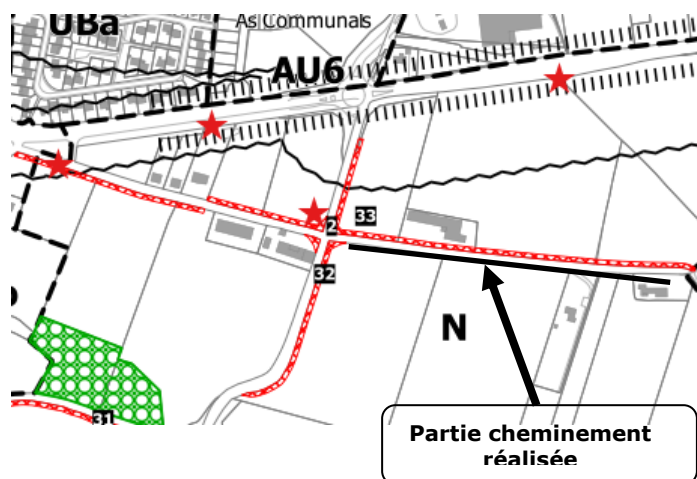 As Communals
UBa
AU6
33
2
32
N
31
Partie cheminement
réalisée